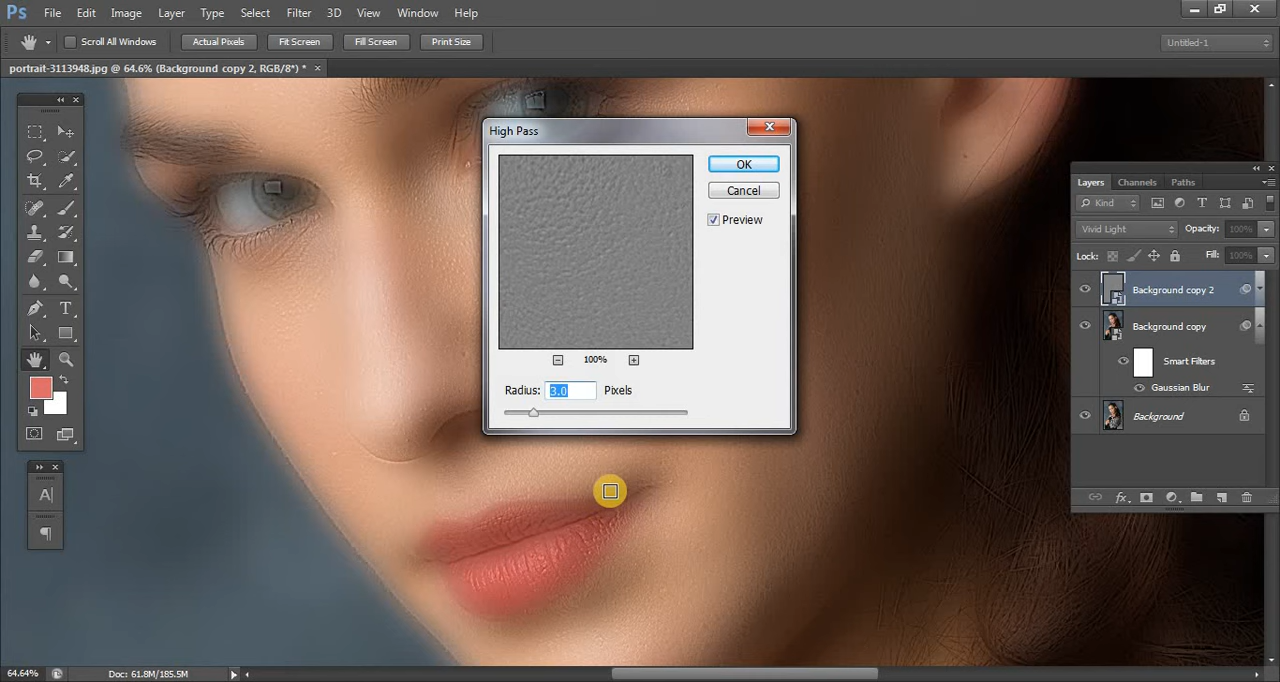 Ps File Edit Image Layer Type Select Filter 3D View Window Help
Scroll All Windows Actual Pixels Fit Screen Fill Screen Print Size Untitled-1
portrait-3113948.jpg @ 64.6% (Background copy 2, RGB/8*) * ×
High Pass
OK
Cancel
Preview
100%
Radius: 3.0 Pixels
Layers Channels Paths
Kind
Vivid Light Opacity: 100%
Lock: Fill: 100%
Background copy 2
Background copy
Smart Filters
Gaussian Blur
Background
fx
T
A
64.64% Doc: 61.8M/185.5M